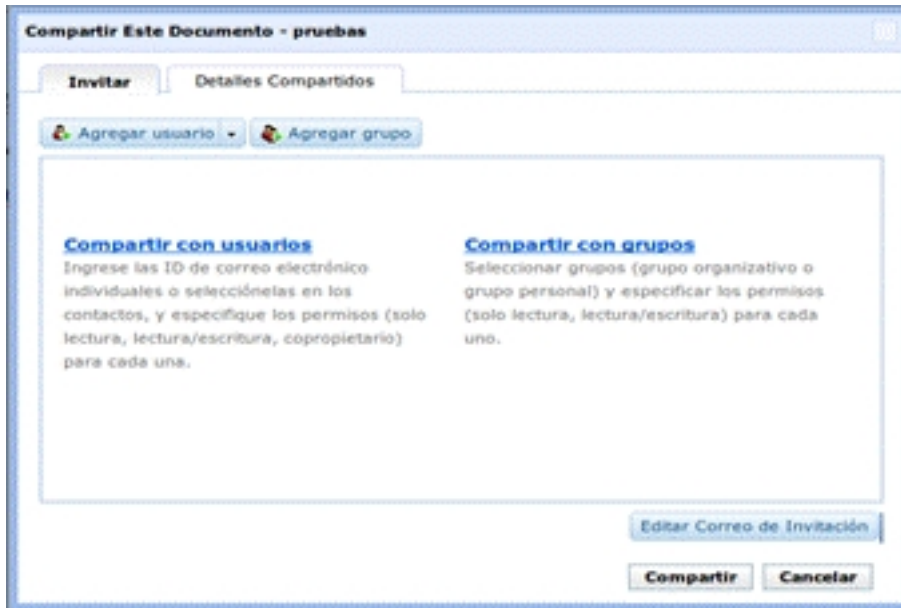 Compartir Este Documento - pruebas
Invitar
Detalles Compartidos
Agregar usuario
Agregar grupo
Compartir con usuarios
Ingrese las ID de correo electrónico
individuales o selecciónelas en los
contactos, y especifique los permisos (solo
lectura, lectura/escritura, copropietario)
para cada una.
Compartir con grupos
Seleccionar grupos (grupo organizativo o
grupo personal) y especificar los permisos
(solo lectura, lectura/escritura) para cada
uno.
Editar Correo de Invitación
Compartir
Cancelar